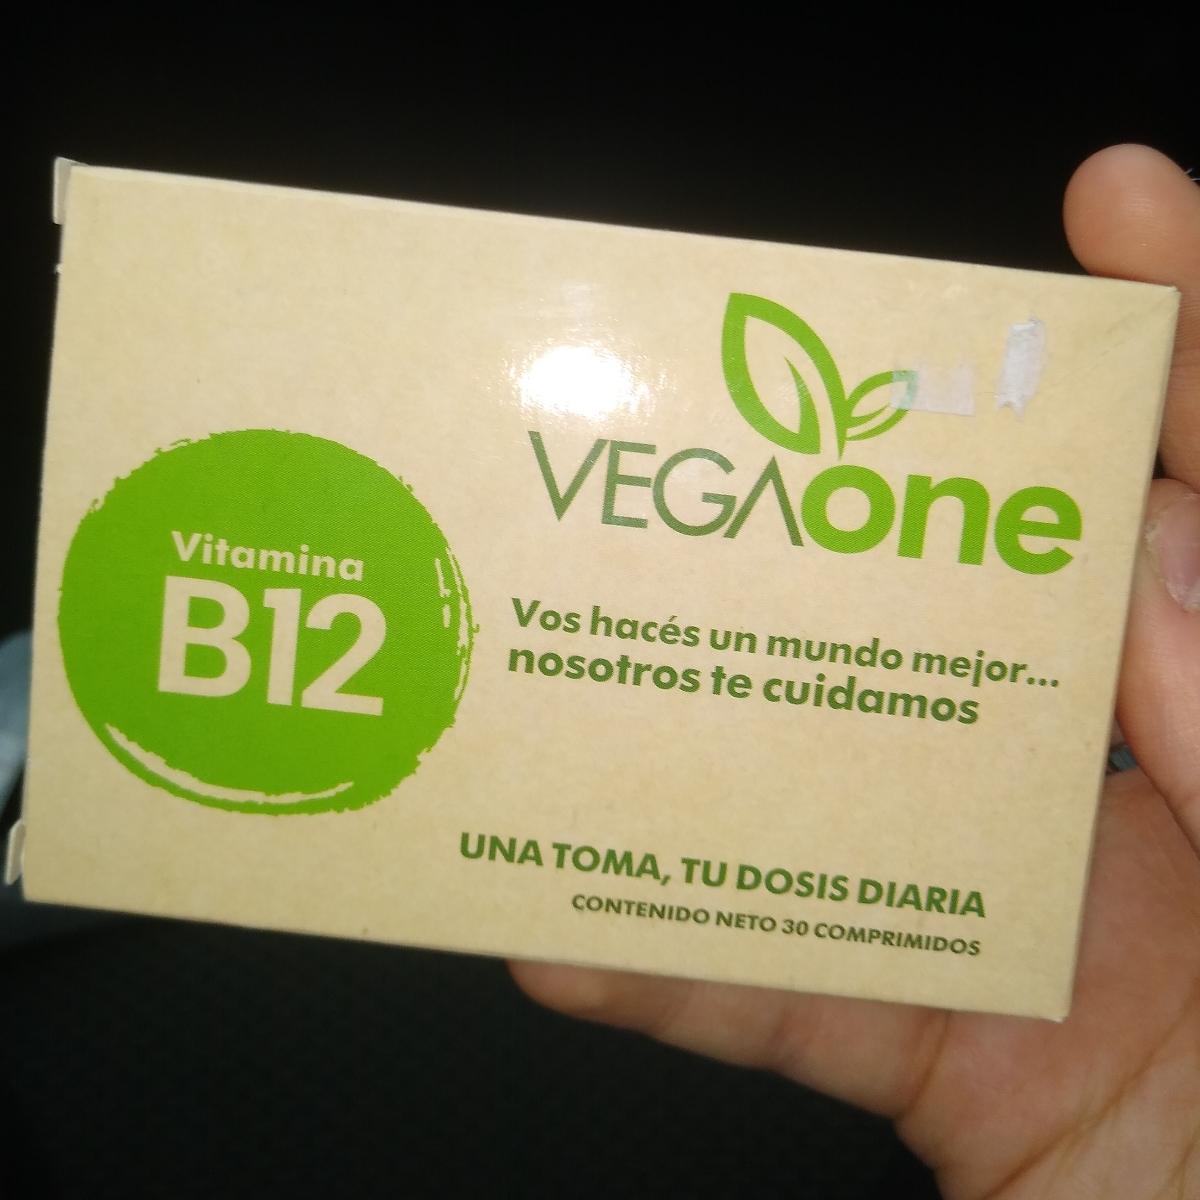 VEGAone
Vitamina
B12
Vos hacés un mundo mejor...
nosotros te cuidamos
UNA TOMA, TU DOSIS DIARIA
CONTENIDO NETO 30 COMPRIMIDOS